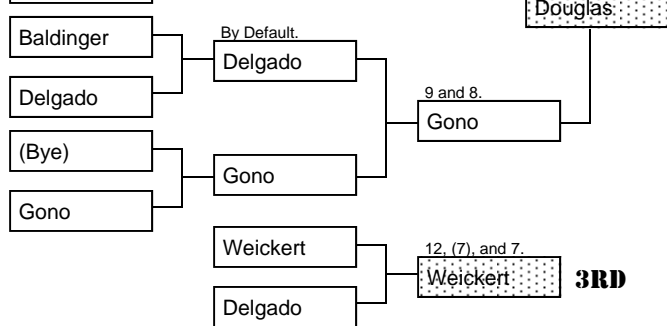 Douglas
Baldinger
By Default.
Delgado
Delgado
9 and 8.
Gono
(Bye)
Gono
Gono
Weickert
12, (7), and 7.
Weickert
3RD
Delgado